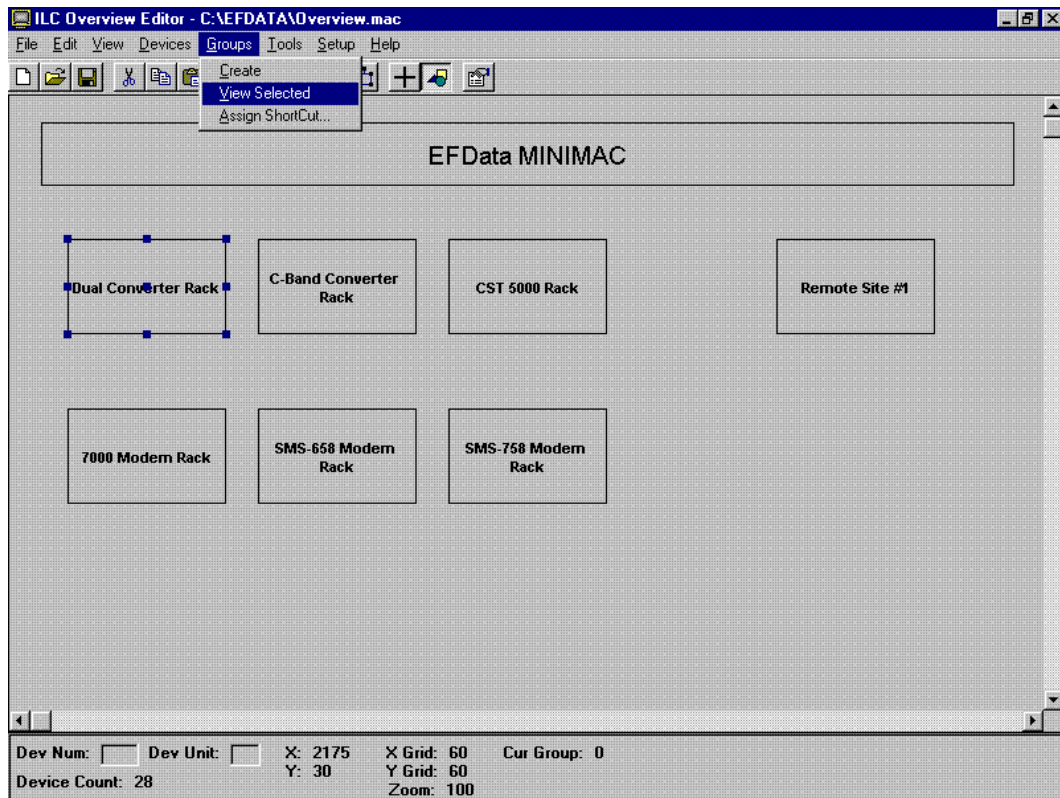 ILC Overview Editor - C:\EFDATA\Overview.mac
File Edit View Devices Groups Tools Setup Help
Create
View Selected
Assign ShortCut...
EFData MINIMAC
Dual Converter Rack
C-Band Converter
Rack
CST 5000 Rack
Remote Site #1
7000 Modem Rack
SMS-658 Modem
Rack
SMS-758 Modem
Rack
Dev Num: Dev Unit: X: 2175 X Grid: 60 Cur Group: 0
Y: 30 Y Grid: 60
Device Count: 28
Zoom: 100